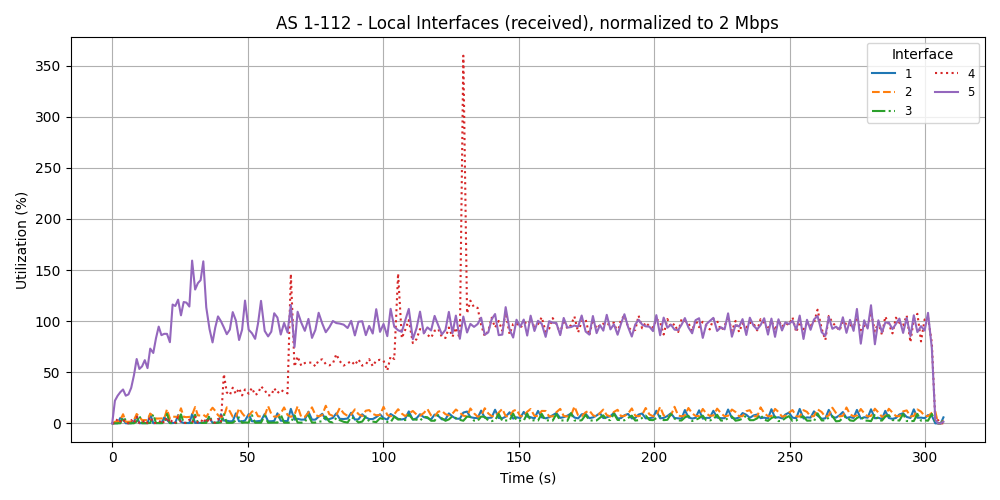 AS 1-112 - Local Interfaces (received), normalized to 2 Mbps
Interface
1
2
3
4
5
Utilization (%)
350
300
250
200
150
100
50
0
0 50 100 150 200 250 300
Time (s)